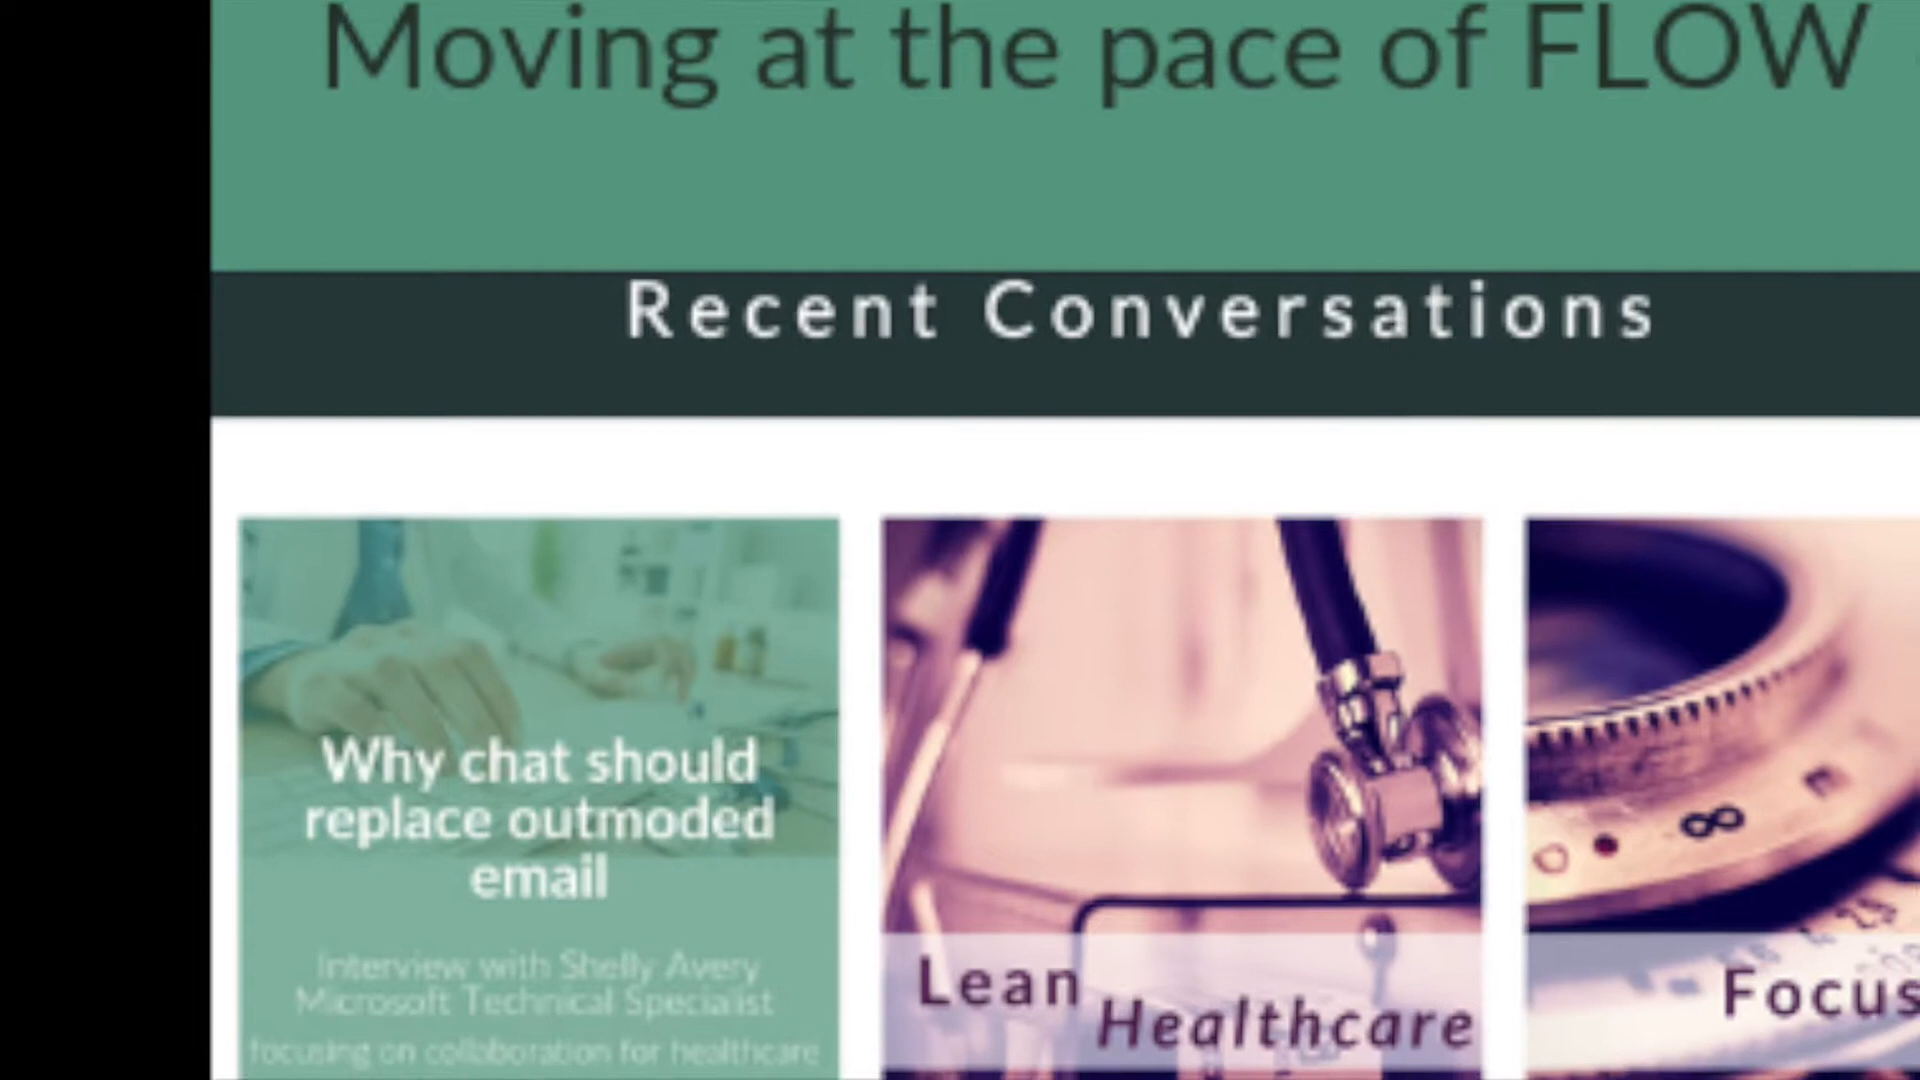 Moving at the pace of FLOW
Recent Conversations
Why chat should
replace outmoded
email
Interview with Shelly Avery
Microsoft Technical Specialist
focusing on collaboration for healthcare
Lean
Healthcare
∞
Focus